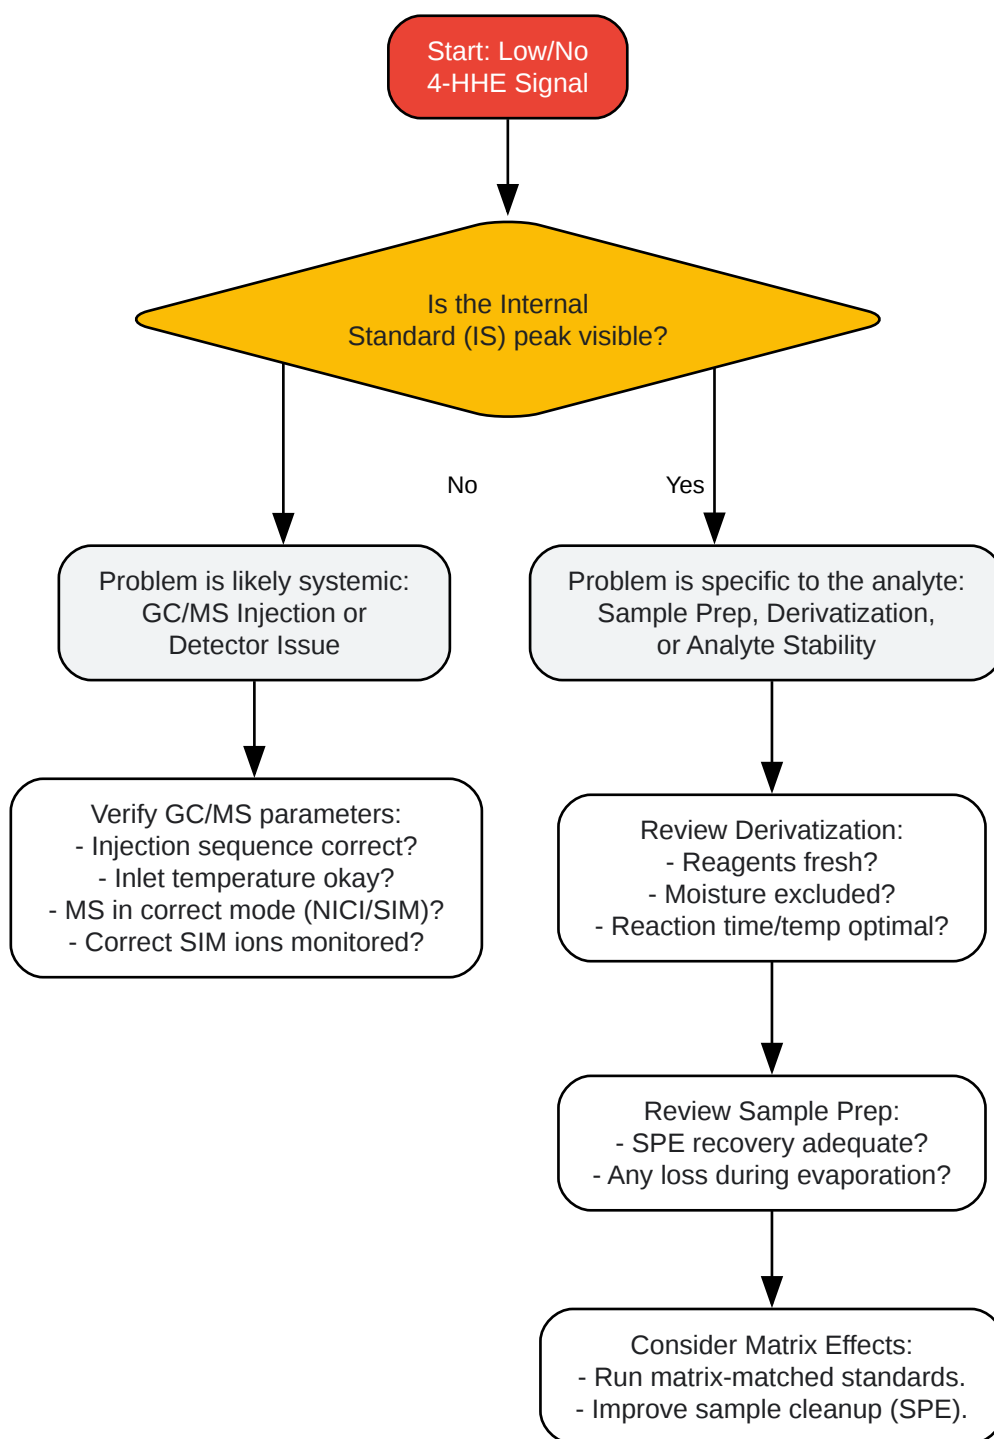 Start: Low/No
4-HHE Signal
Is the Internal
Standard (IS) peak visible?
No
Yes
Problem is likely systemic:
GC/MS Injection or
Detector Issue
Problem is specific to the analyte:
Sample Prep, Derivatization,
or Analyte Stability
Verify GC/MS parameters:
- Injection sequence correct?
- Inlet temperature okay?
- MS in correct mode (NICI/SIM)?
- Correct SIM ions monitored?
Review Derivatization:
- Reagents fresh?
- Moisture excluded?
- Reaction time/temp optimal?
Review Sample Prep:
- SPE recovery adequate?
- Any loss during evaporation?
Consider Matrix Effects:
- Run matrix-matched standards.
- Improve sample cleanup (SPE).